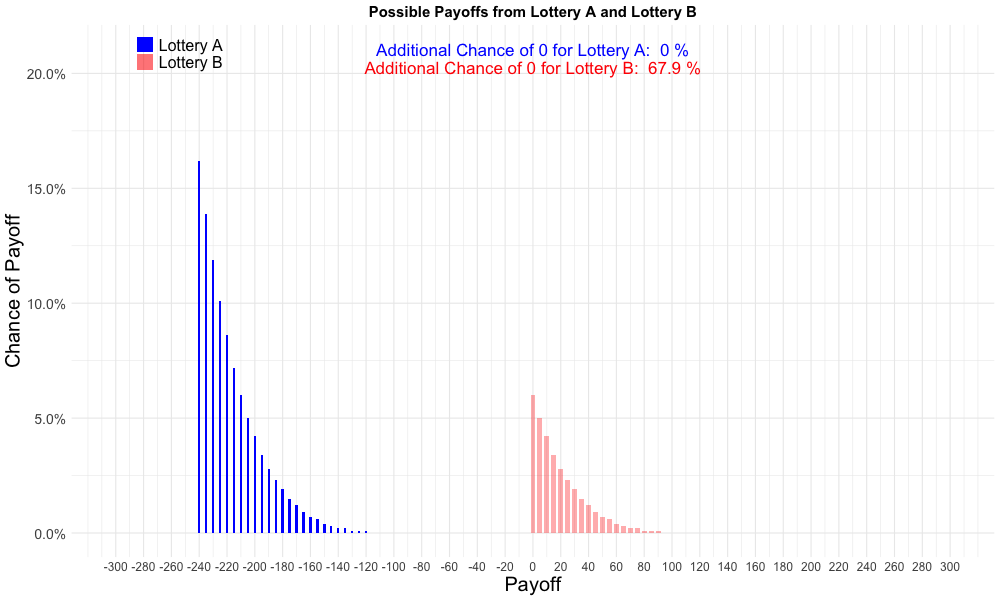 Possible Payoffs from Lottery A and Lottery B
Lottery A
Lottery B
Additional Chance of 0 for Lottery A:  0 %
Additional Chance of 0 for Lottery B:  67.9 %
Chance of Payoff
20.0%
15.0%
10.0%
5.0%
0.0%
-300 -280 -260 -240 -220 -200 -180 -160 -140 -120 -100 -80 -60 -40 -20 0 20 40 60 80 100 120 140 160 180 200 220 240 260 280 300
Payoff